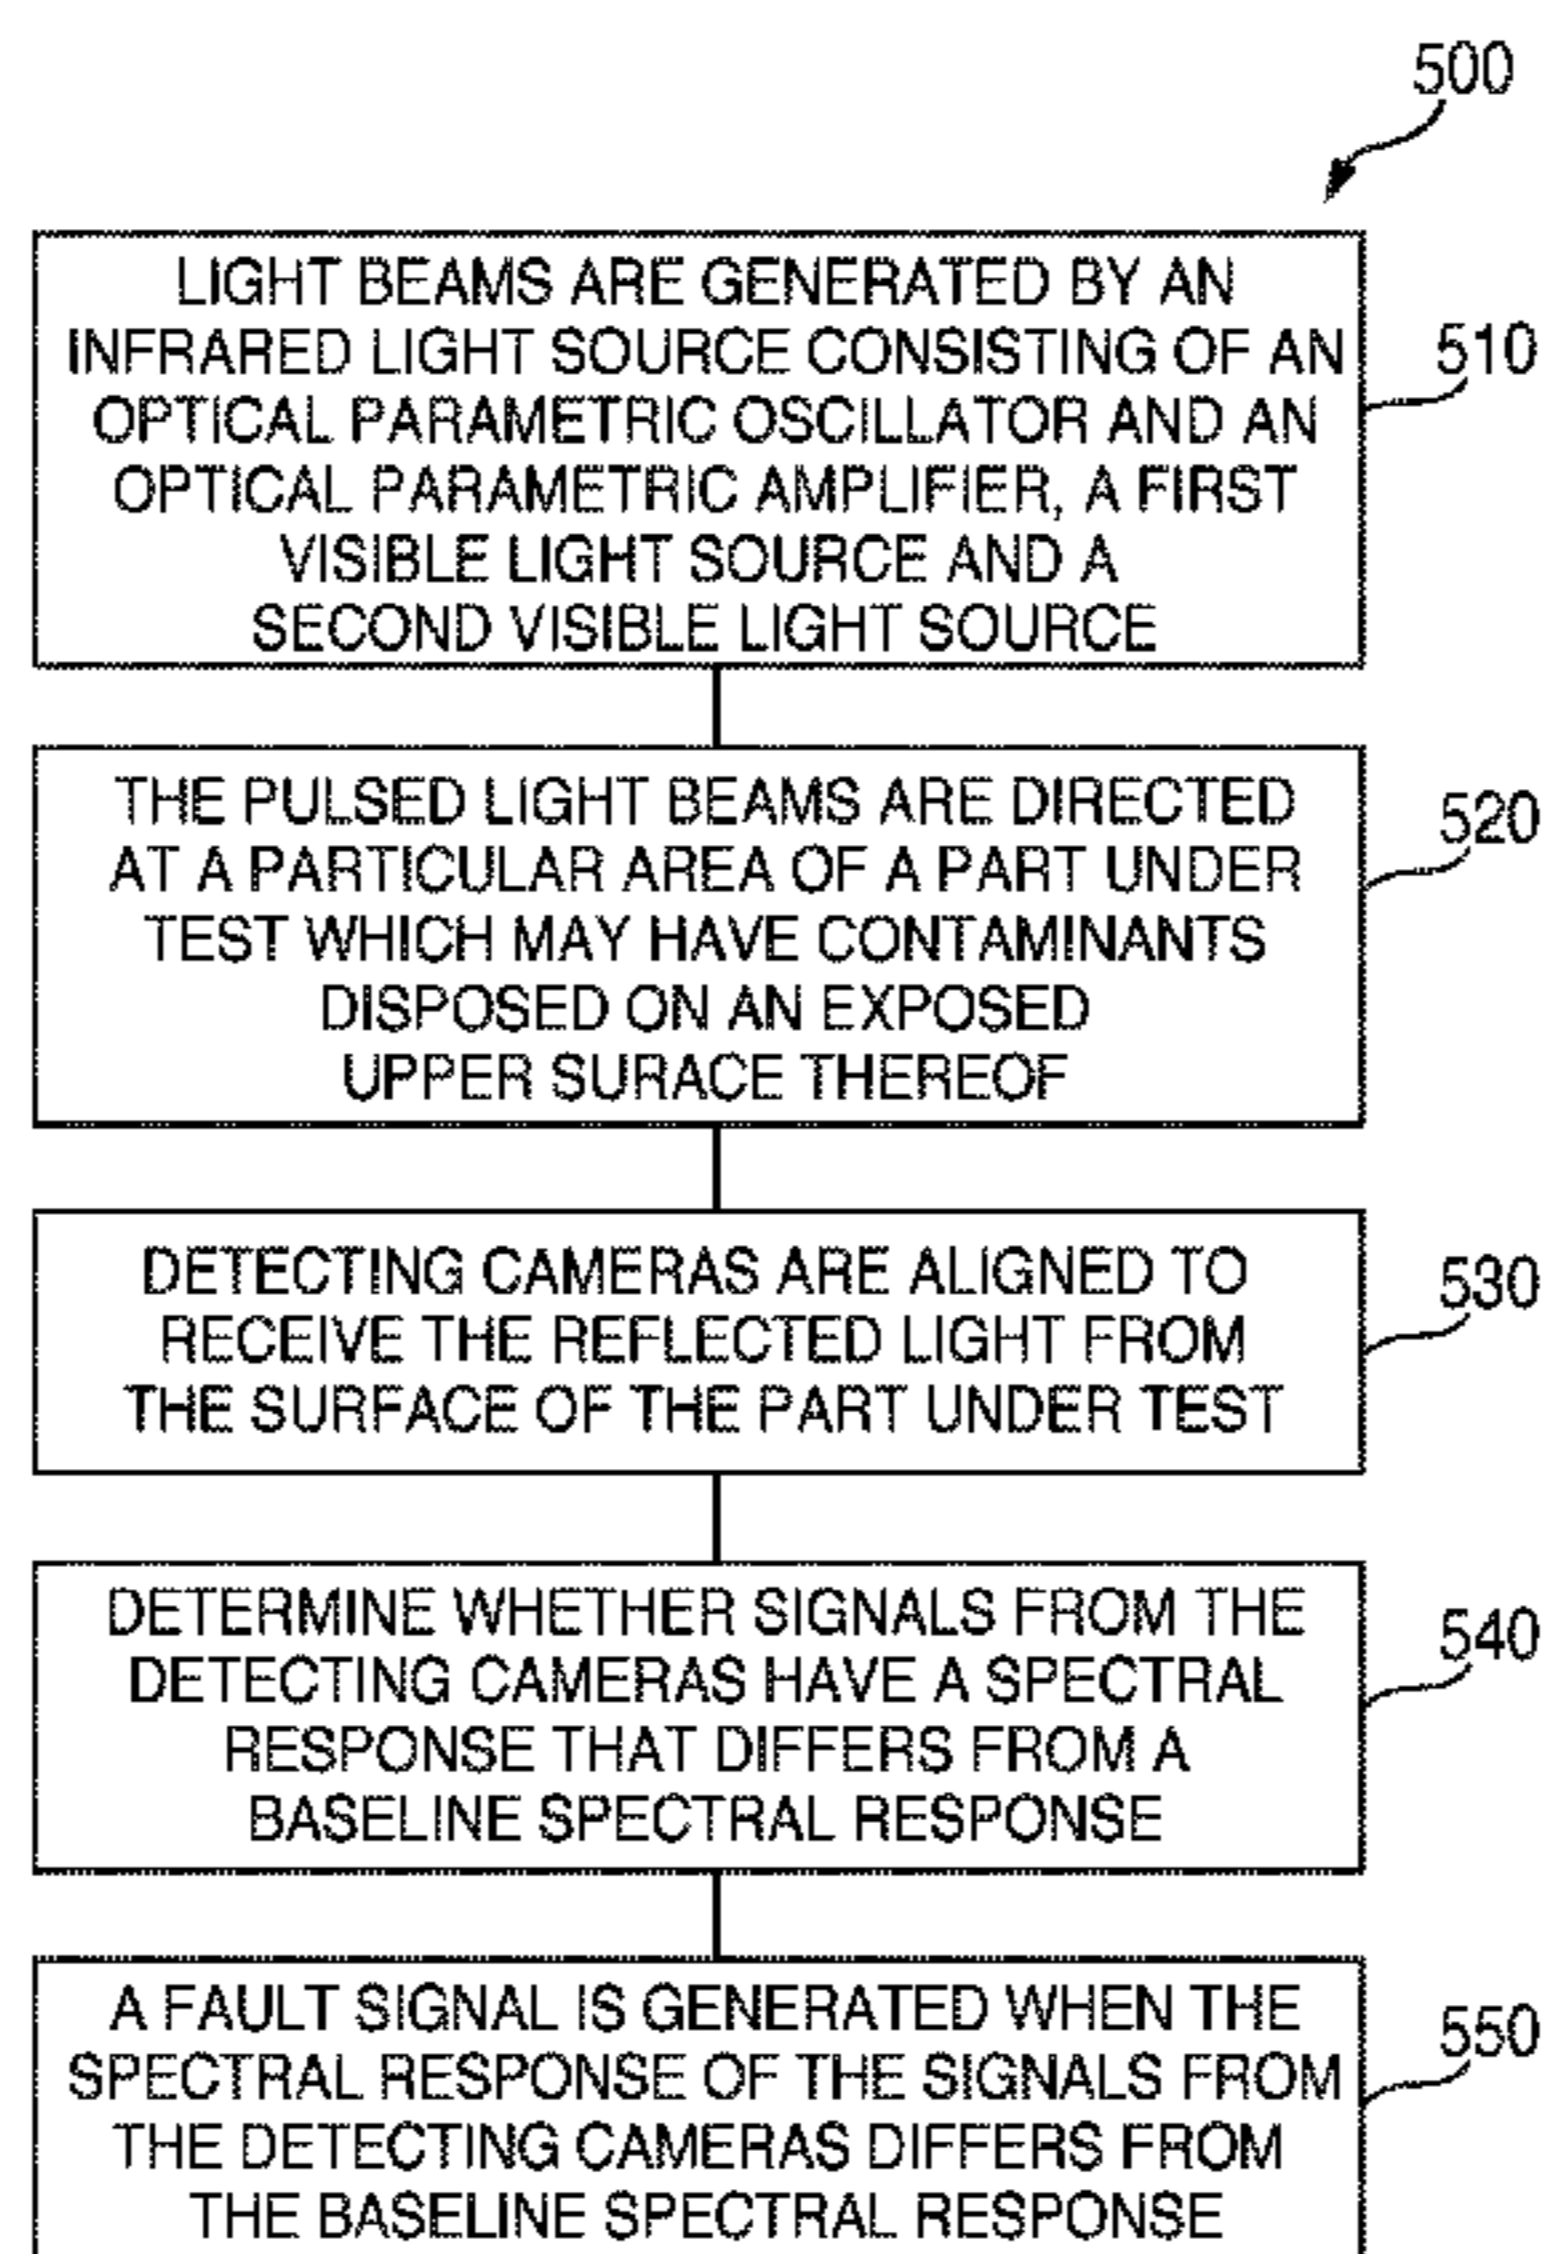 500
LIGHT BEAMS ARE GENERATED BY AN
INFRARED LIGHT SOURCE CONSISTING OF AN
OPTICAL PARAMETRIC OSCILLATOR AND AN
OPTICAL PARAMETRIC AMPLIFIER, A FIRST
VISIBLE LIGHT SOURCE AND A
SECOND VISIBLE LIGHT SOURCE
510
THE PULSED LIGHT BEAMS ARE DIRECTED
AT A PARTICULAR AREA OF A PART UNDER
TEST WHICH MAY HAVE CONTAMINANTS
DISPOSED ON AN EXPOSED
UPPER SURACE THEREOF
520
DETECTING CAMERAS ARE ALIGNED TO
RECEIVE THE REFLECTED LIGHT FROM
THE SURFACE OF THE PART UNDER TEST
530
DETERMINE WHETHER SIGNALS FROM THE
DETECTING CAMERAS HAVE A SPECTRAL
RESPONSE THAT DIFFERS FROM A
BASELINE SPECTRAL RESPONSE
540
A FAULT SIGNAL IS GENERATED WHEN THE
SPECTRAL RESPONSE OF THE SIGNALS FROM
THE DETECTING CAMERAS DIFFERS FROM
THE BASELINE SPECTRAL RESPONSE
550